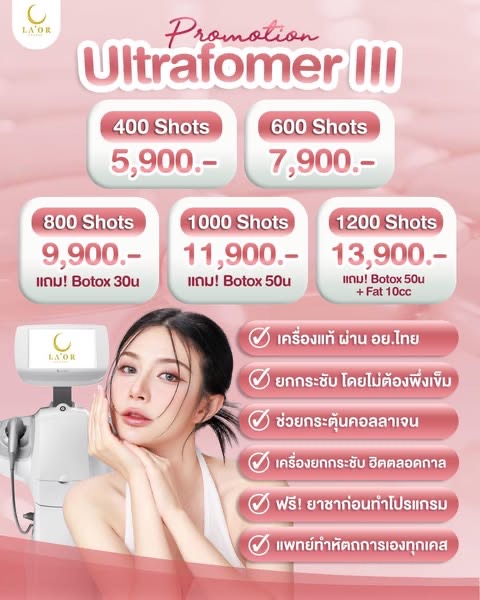 LA'OR
Promotion
Ultrafomer III
400 Shots
5,900.-
600 Shots
7,900.-
800 Shots
9,900.-
แถม! Botox 30u
1000 Shots
11,900.-
แถม! Botox 50u
1200 Shots
13,900.-
แถม! Botox 50u
+ Fat 10cc
LA'OR
เครื่องแท้ ผ่าน อย.ไทย
ยกกระชับ โดยไม่ต้องพึ่งเข็ม
ช่วยกระตุ้นคอลลาเจน
เครื่องยกกระชับ ฮิตตลอดกาล
ฟรี! ยาชาก่อนทำโปรแกรม
แพทย์ทำหัตถการเองทุกเคส